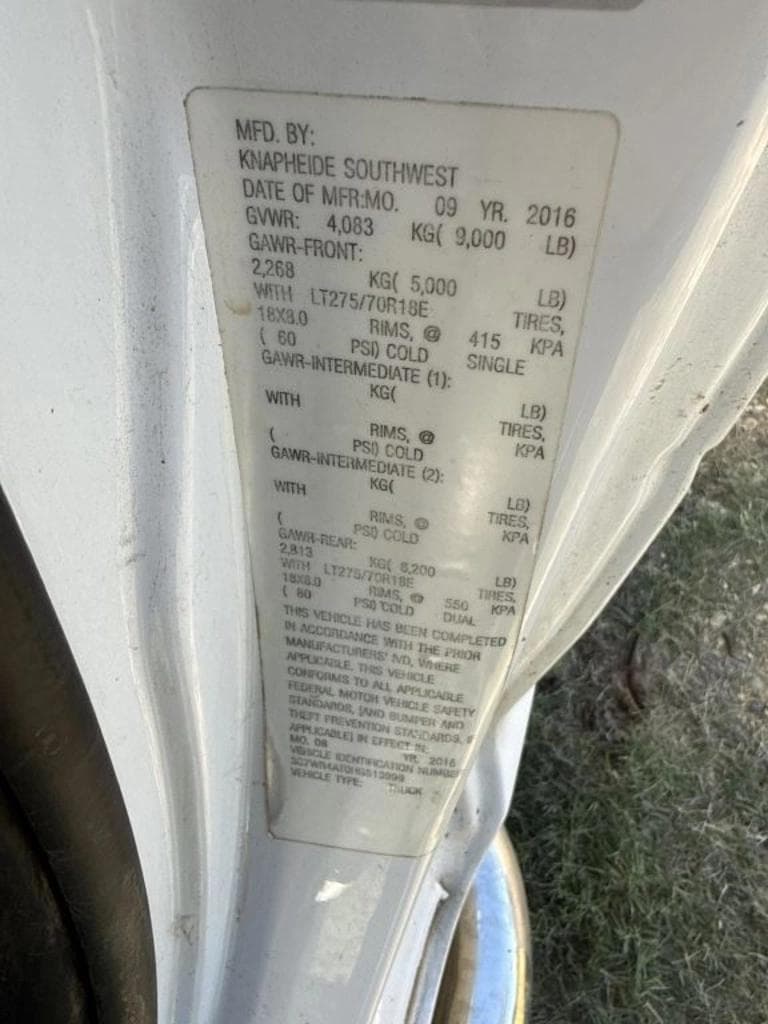 MFD. BY:
KNAPHEIDE SOUTHWEST
DATE OF MFR:MO. 09 YR. 2016
GVWR: 4,083 KG( 9,000 LB)
GAWR-FRONT:
2,268 KG( 5,000 LB)
WITH LT275/70R18E TIRES,
18X8.0 RIMS, @ 415 KPA
( 60 PSI) COLD SINGLE
GAWR-INTERMEDIATE (1):
KG( LB)
WITH TIRES,
RIMS, @ KPA
( PSI) COLD
GAWR-INTERMEDIATE (2):
KG( LB)
WITH TIRES,
RIMS, @ KPA
( PSI) COLD
GAWR-REAR:
2,813 KG( 6,200 LB)
WITH LT275/70R18E TIRES,
18X8.0 RIMS, @ 550 KPA
( 80 PSI) COLD DUAL
THIS VEHICLE HAS BEEN COMPLETED
IN ACCORDANCE WITH THE PRIOR
MANUFACTURERS' IVD, WHERE
APPLICABLE. THIS VEHICLE
CONFORMS TO ALL APPLICABLE
FEDERAL MOTOR VEHICLE SAFETY
STANDARDS, [AND BUMPER AND
THEFT PREVENTION STANDARDS, IF
APPLICABLE] IN EFFECT IN:
MO. 08 YR. 2016
VEHICLE IDENTIFICATION NUMBER
VEHICLE TYPE: TRUCK